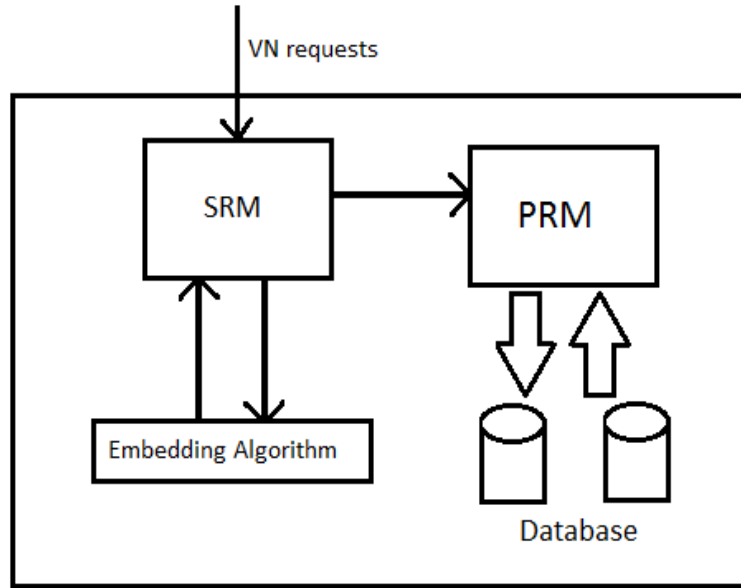 VN requests
SRM
PRM
Embedding Algorithm
Database